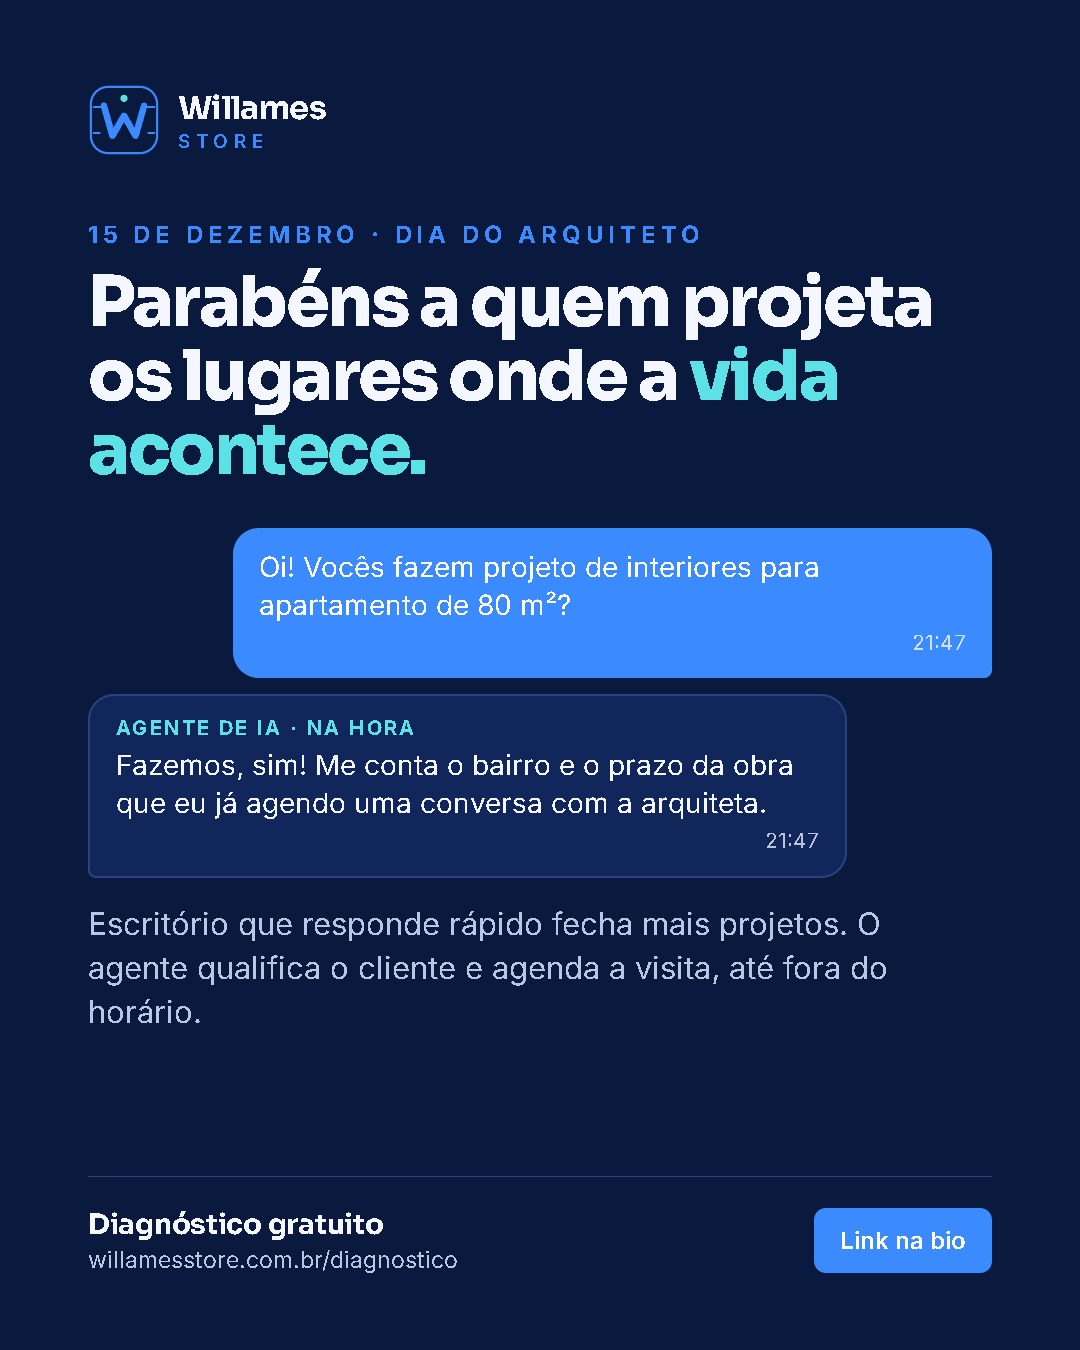 Willames
STORE
15 DE DEZEMBRO · DIA DO ARQUITETO
Parabéns a quem projeta
os lugares onde a vida
acontece.
Oi! Vocês fazem projeto de interiores para
apartamento de 80 m²?
21:47
AGENTE DE IA · NA HORA
Fazemos, sim! Me conta o bairro e o prazo da obra
que eu já agendo uma conversa com a arquiteta.
21:47
Escritório que responde rápido fecha mais projetos. O
agente qualifica o cliente e agenda a visita, até fora do
horário.
Diagnóstico gratuito
willamesstore.com.br/diagnostico
Link na bio